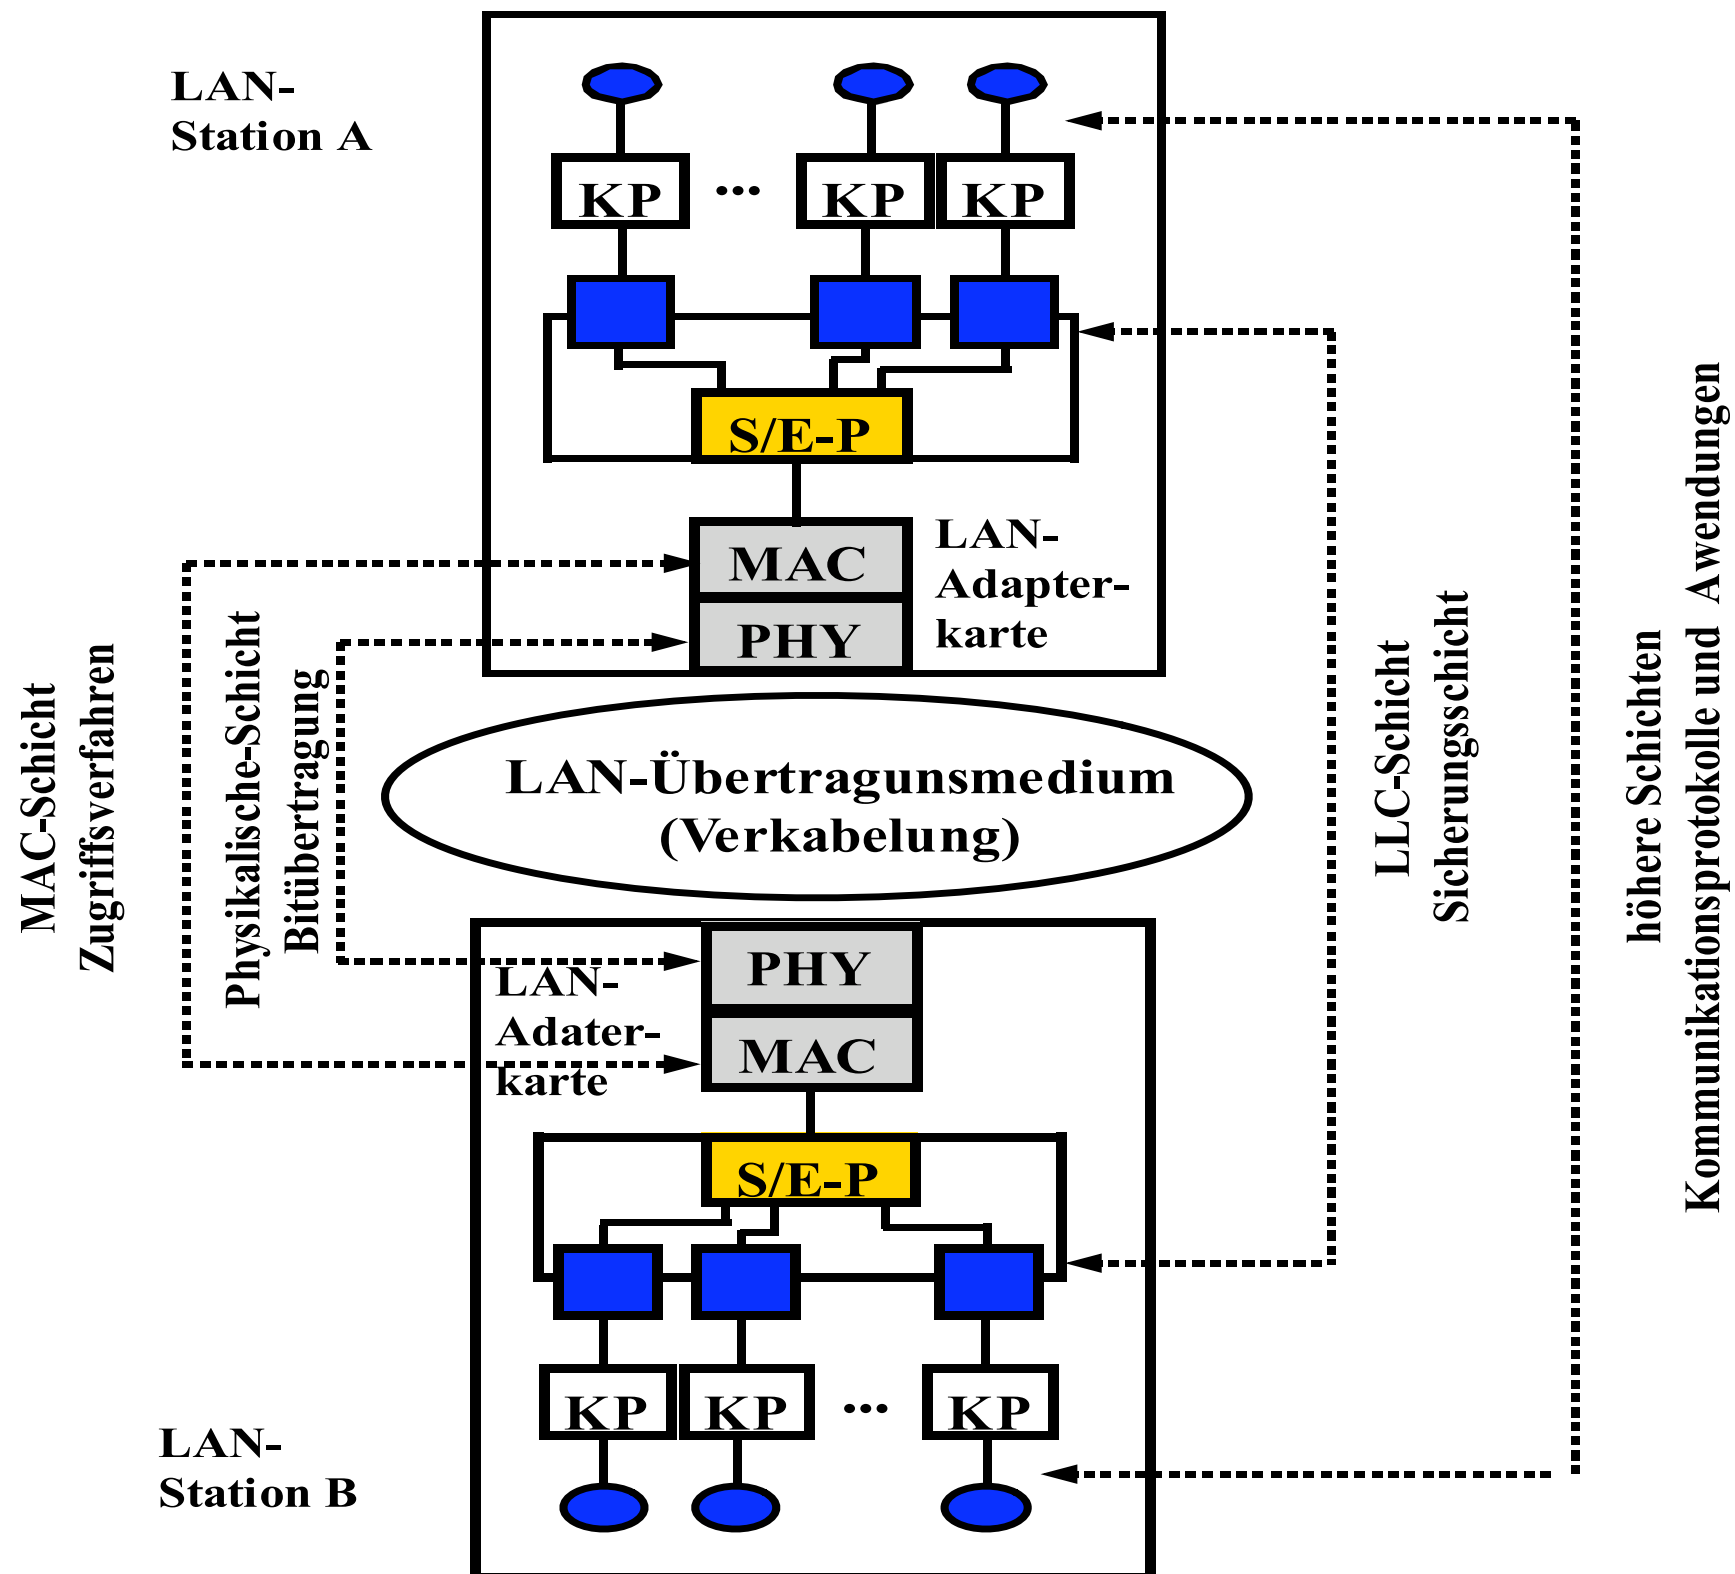 LAN-
Station A
KP
...
KP
KP
S/E-P
MAC
PHY
LAN-
Adapter-
karte
MAC-Schicht
Zugriffsverfahren
Physikalische-Schicht
Bitübertragung
LAN-Übertragunsmedium
(Verkabelung)
LLC-Schicht
Sicherungsschicht
höhere Schichten
Kommunikationsprotokolle und Awendungen
PHY
MAC
LAN-
Adater-
karte
S/E-P
KP
KP
...
KP
LAN-
Station B